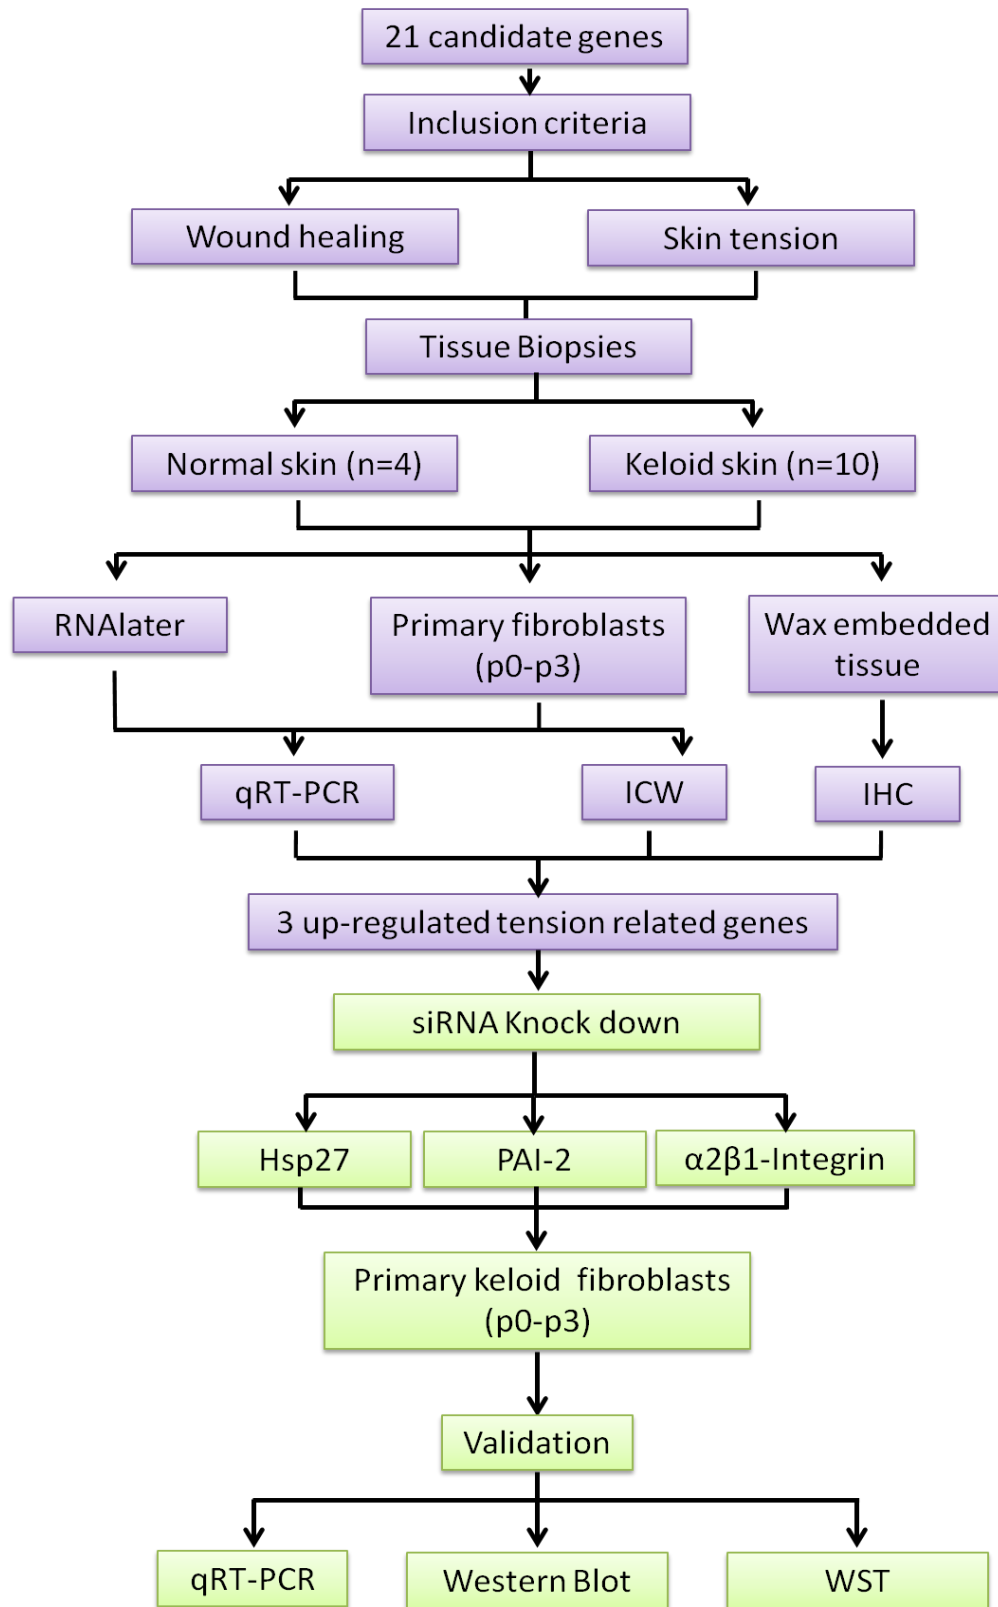 21 candidate genes
Inclusion criteria
Wound healing
Skin tension
Tissue Biopsies
Normal skin (n=4)
Keloid skin (n=10)
RNAlater
Primary fibroblasts
(p0-p3)
Wax embedded
tissue
qRT-PCR
ICW
IHC
3 up-regulated tension related genes
siRNA Knock down
Hsp27
PAI-2
α2β1-Integrin
Primary keloid fibroblasts
(p0-p3)
Validation
qRT-PCR
Western Blot
WST